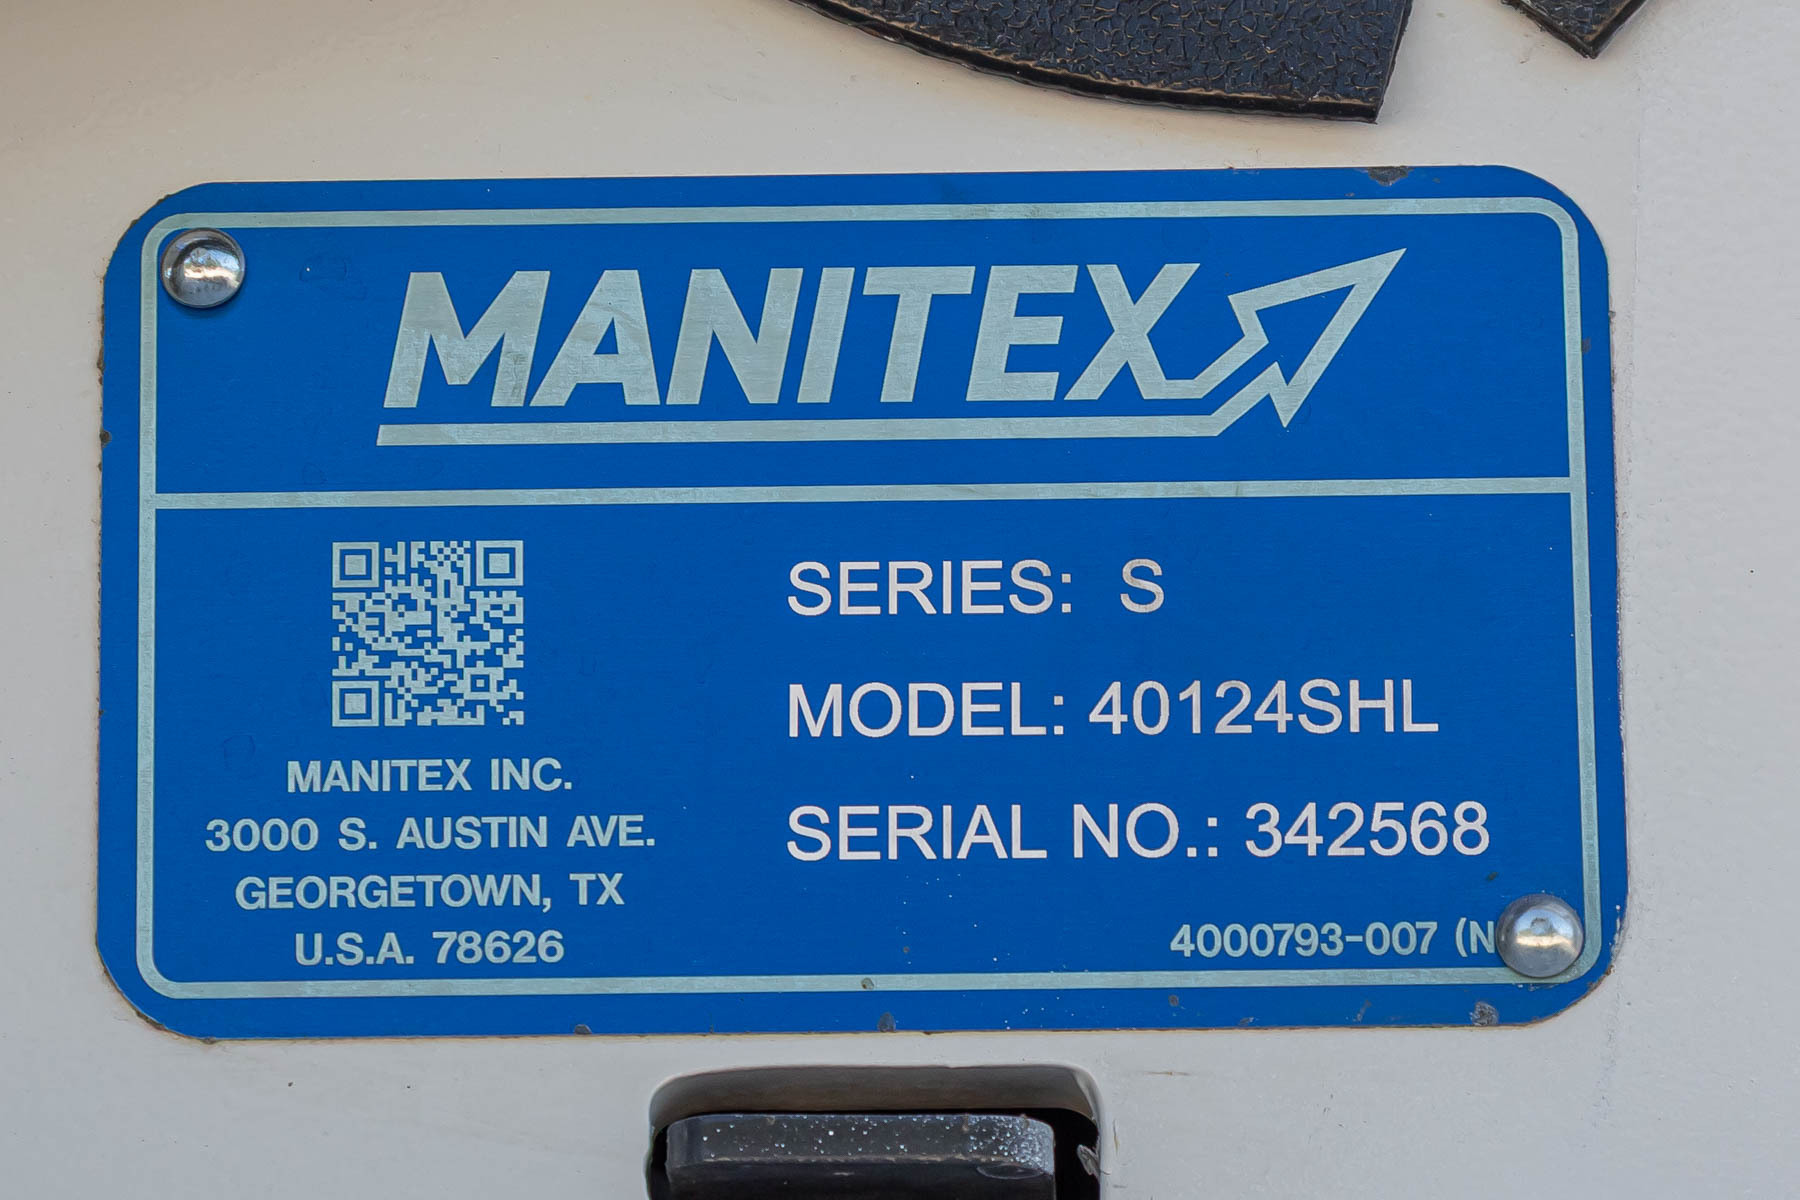 MANITEX
SERIES: S
MODEL: 40124SHL
SERIAL NO.: 342568
MANITEX INC.
3000 S. AUSTIN AVE.
GEORGETOWN, TX
U.S.A. 78626
4000793-007 (N